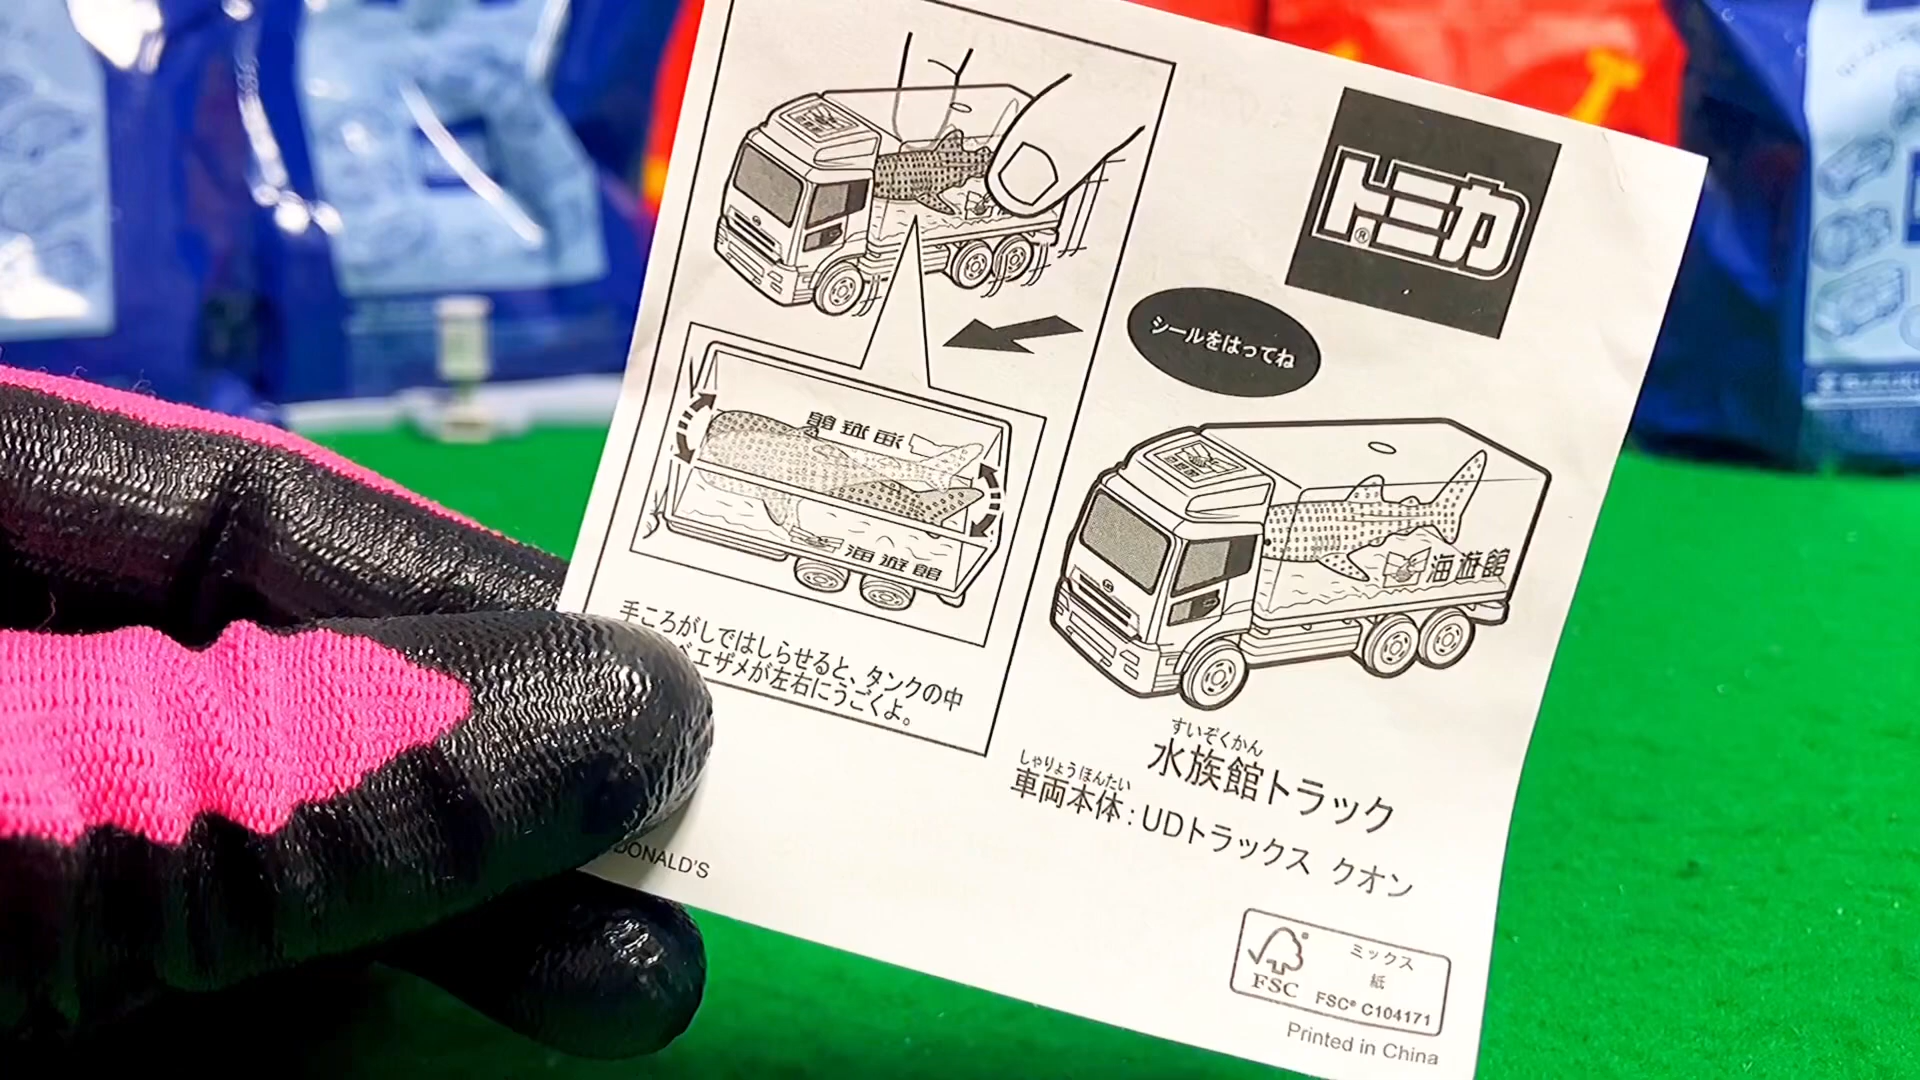 トミカ®
シールをはってね
海遊館
海遊館
海遊館
手ころがしではしらせると、タンクの中
ベエザメが左右にうごくよ。
すいぞくかん
水族館トラック
しゃりょうほんたい
車両本体：UDトラックス クオン
DONALD'S
ミックス
紙
FSC
FSC® C104171
Printed in China